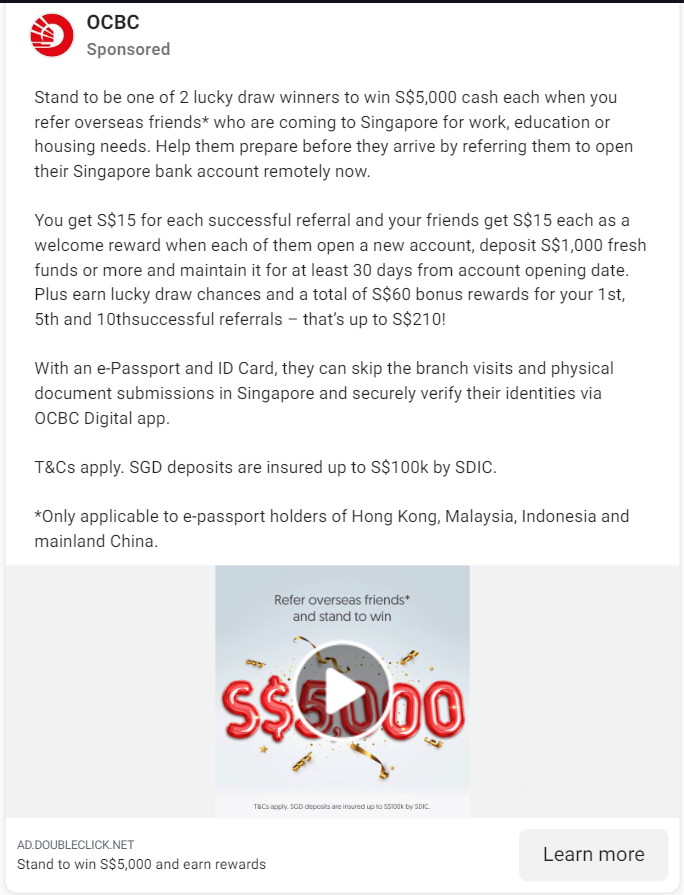 OCBC
Sponsored
Stand to be one of 2 lucky draw winners to win S$5,000 cash each when you
refer overseas friends* who are coming to Singapore for work, education or
housing needs. Help them prepare before they arrive by referring them to open
their Singapore bank account remotely now.
You get S$15 for each successful referral and your friends get S$15 each as a
welcome reward when each of them open a new account, deposit S$1,000 fresh
funds or more and maintain it for at least 30 days from account opening date.
Plus earn lucky draw chances and a total of S$60 bonus rewards for your 1st,
5th and 10thsuccessful referrals – that's up to S$210!
With an e-Passport and ID Card, they can skip the branch visits and physical
document submissions in Singapore and securely verify their identities via
OCBC Digital app.
T&Cs apply. SGD deposits are insured up to S$100k by SDIC.
*Only applicable to e-passport holders of Hong Kong, Malaysia, Indonesia and
mainland China.
Refer overseas friends*
and stand to win
S$5,000
T&Cs apply. SGD deposits are insured up to S$100k by SDIC.
AD.DOUBLECLICK.NET
Stand to win S$5,000 and earn rewards
Learn more